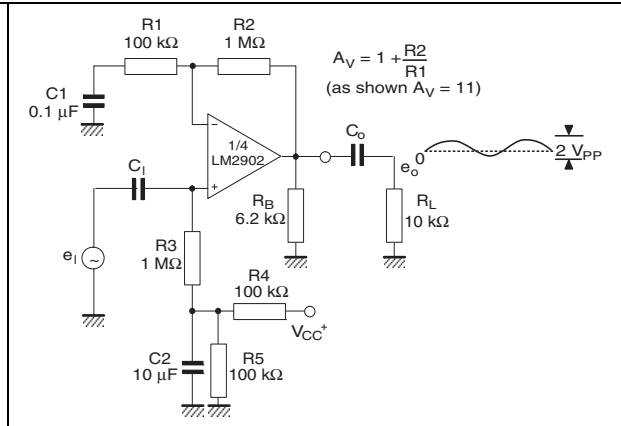 R1
100 kΩ
R2
1 MΩ
A_V = 1 + R2/R1
(as shown A_V = 11)
C1
0.1 μF
1/4
LM2902
−
+
C_I
C_o
e_o
0
2 V_PP
R_B
6.2 kΩ
R_L
10 kΩ
e_I
~
R3
1 MΩ
R4
100 kΩ
V_CC^+
C2
10 μF
R5
100 kΩ